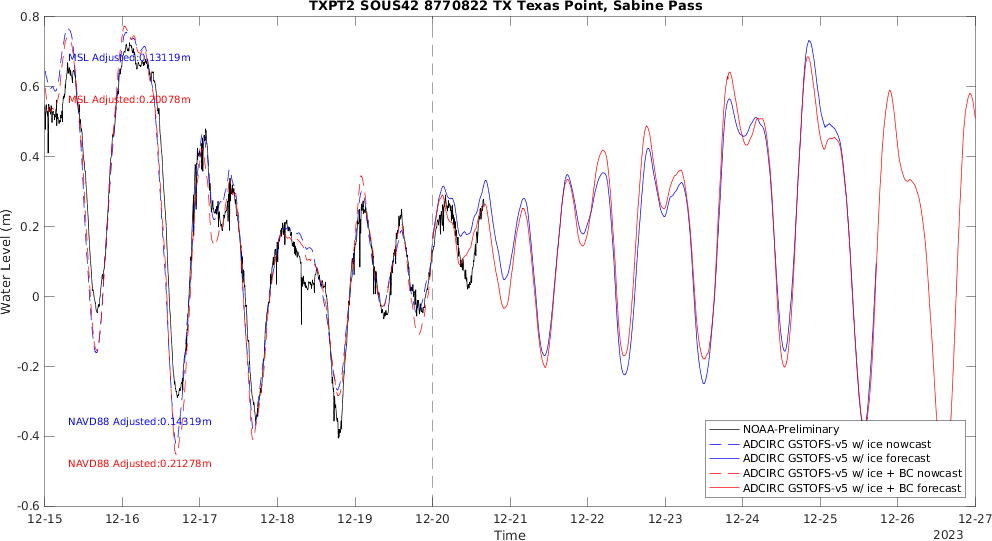 TXPT2 SOUS42 8770822 TX Texas Point, Sabine Pass
0.8
0.6
0.4
0.2
0
-0.2
-0.4
-0.6
Water Level (m)
MSL Adjusted:0.13119m
MSL Adjusted:0.20078m
NAVD88 Adjusted:0.14319m
NAVD88 Adjusted:0.21278m
NOAA-Preliminary
ADCIRC GSTOFS-v5 w/ ice nowcast
ADCIRC GSTOFS-v5 w/ ice forecast
ADCIRC GSTOFS-v5 w/ ice + BC nowcast
ADCIRC GSTOFS-v5 w/ ice + BC forecast
12-15 12-16 12-17 12-18 12-19 12-20 12-21 12-22 12-23 12-24 12-25 12-26 12-27
Time
2023